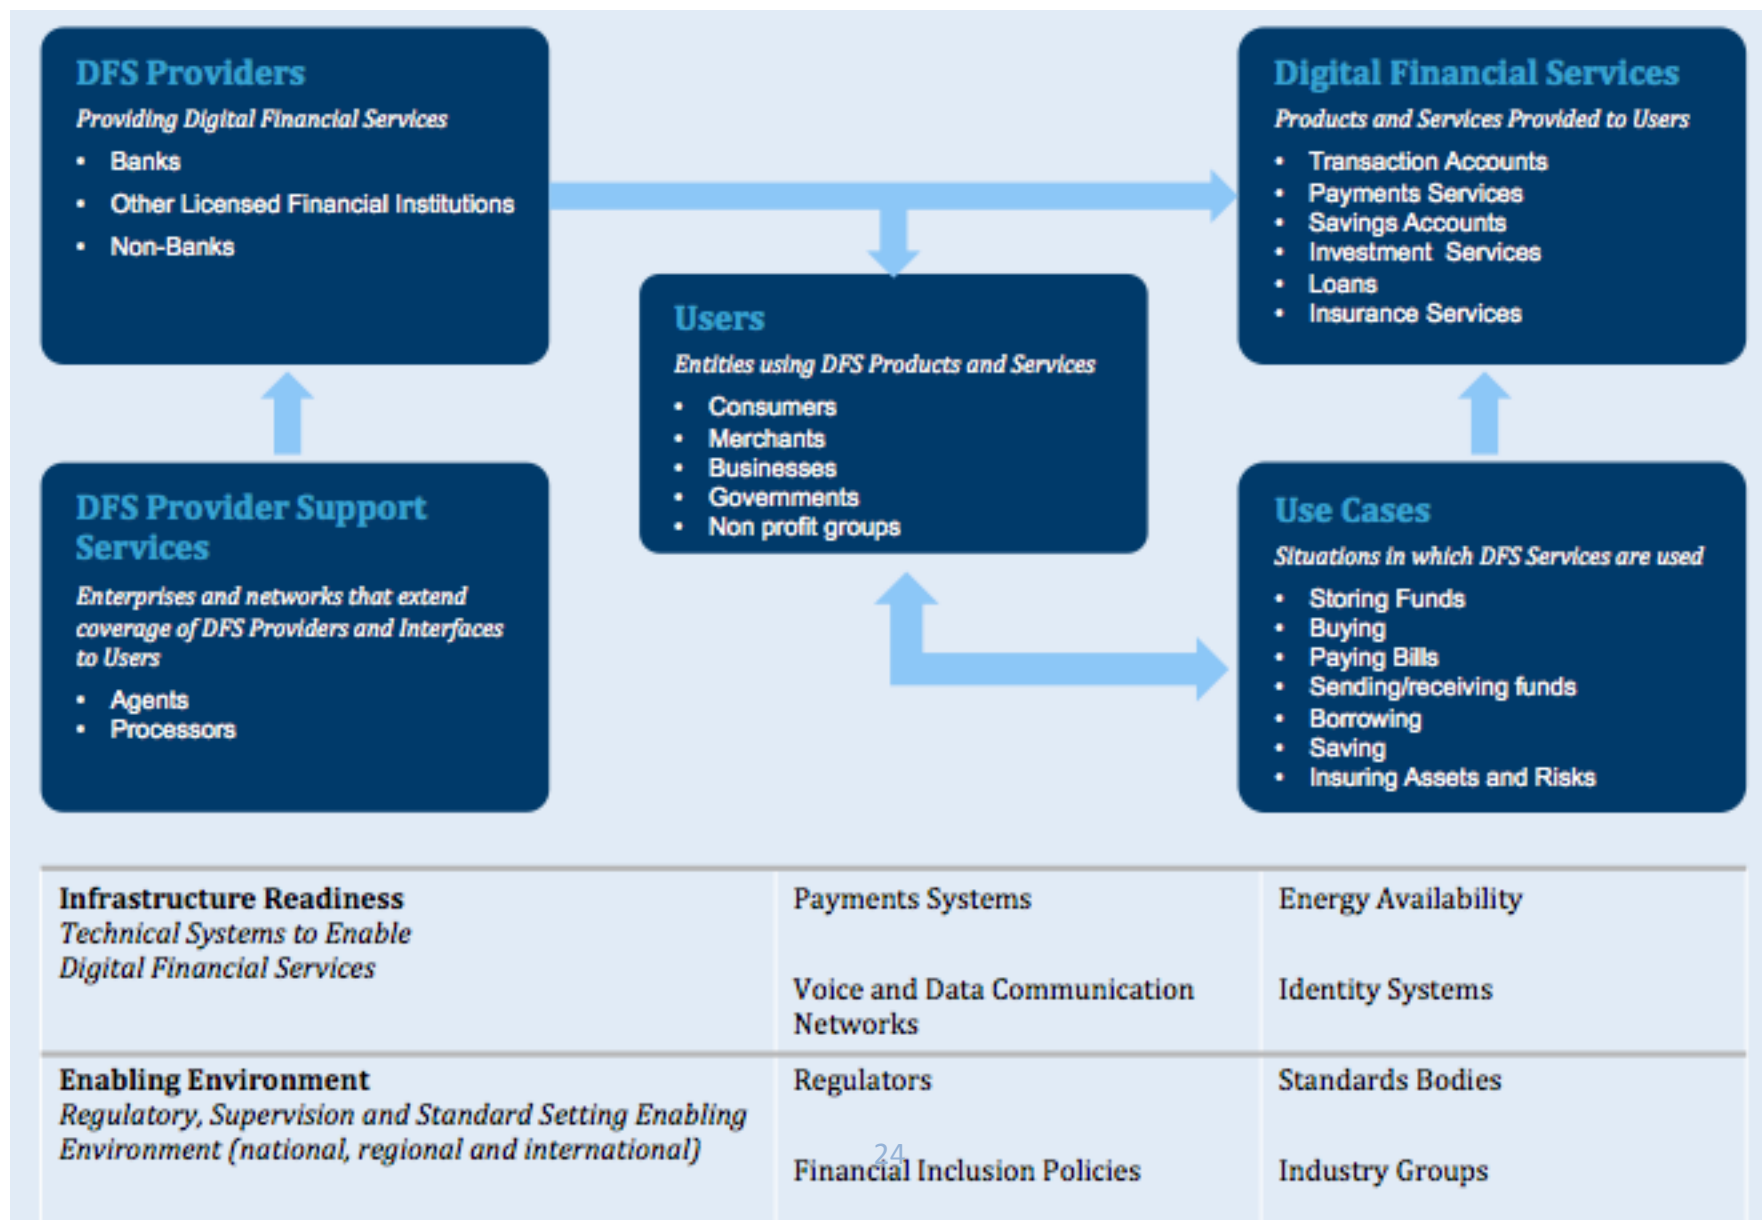 DFS Providers
Providing Digital Financial Services
• Banks
• Other Licensed Financial Institutions
• Non-Banks
Digital Financial Services
Products and Services Provided to Users
• Transaction Accounts
• Payments Services
• Savings Accounts
• Investment Services
• Loans
• Insurance Services
Users
Entities using DFS Products and Services
• Consumers
• Merchants
• Businesses
• Governments
• Non profit groups
DFS Provider Support
Services
Enterprises and networks that extend
coverage of DFS Providers and Interfaces
to Users
• Agents
• Processors
Use Cases
Situations in which DFS Services are used
• Storing Funds
• Buying
• Paying Bills
• Sending/receiving funds
• Borrowing
• Saving
• Insuring Assets and Risks
Infrastructure Readiness
Technical Systems to Enable
Digital Financial Services
Payments Systems
Energy Availability
Voice and Data Communication
Networks
Identity Systems
Enabling Environment
Regulatory, Supervision and Standard Setting Enabling
Environment (national, regional and international)
Regulators
Standards Bodies
24
Financial Inclusion Policies
Industry Groups